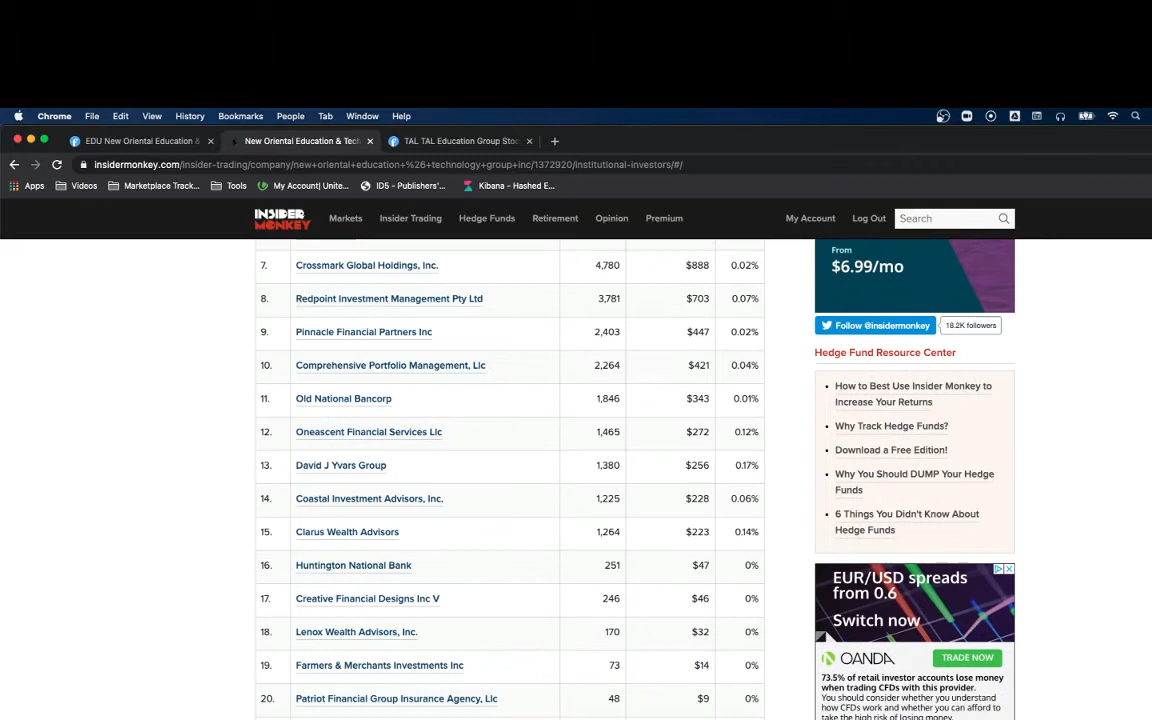 Chrome File Edit View History Bookmarks People Tab Window Help
EDU New Oriental Education &
New Oriental Education & Tech
TAL TAL Education Group Stoc
insidermonkey.com/insider-trading/company/new+oriental+education+%26+technology+group+inc/1372920/institutional-investors/#/
Apps Videos Marketplace Track... Tools My Account| Unite... ID5 - Publishers'... Kibana - Hashed E...
INSIDER
MONKEY
Markets Insider Trading Hedge Funds Retirement Opinion Premium My Account Log Out Search
7. Crossmark Global Holdings, Inc. 4,780 $888 0.02%
8. Redpoint Investment Management Pty Ltd 3,781 $703 0.07%
9. Pinnacle Financial Partners Inc 2,403 $447 0.02%
10. Comprehensive Portfolio Management, Llc 2,264 $421 0.04%
11. Old National Bancorp 1,846 $343 0.01%
12. Oneascent Financial Services Llc 1,465 $272 0.12%
13. David J Yvars Group 1,380 $256 0.17%
14. Coastal Investment Advisors, Inc. 1,225 $228 0.06%
15. Clarus Wealth Advisors 1,264 $223 0.14%
16. Huntington National Bank 251 $47 0%
17. Creative Financial Designs Inc V 246 $46 0%
18. Lenox Wealth Advisors, Inc. 170 $32 0%
19. Farmers & Merchants Investments Inc 73 $14 0%
20. Patriot Financial Group Insurance Agency, Llc 48 $9 0%
From
$6.99/mo
Follow @insidermonkey 18.2K followers
Hedge Fund Resource Center
• How to Best Use Insider Monkey to
Increase Your Returns
• Why Track Hedge Funds?
• Download a Free Edition!
• Why You Should DUMP Your Hedge
Funds
• 6 Things You Didn't Know About
Hedge Funds
EUR/USD spreads
from 0.6
Switch now
OANDA TRADE NOW
73.5% of retail investor accounts lose money
when trading CFDs with this provider.
You should consider whether you understand
how CFDs work and whether you can afford to
take the high risk of losing money.